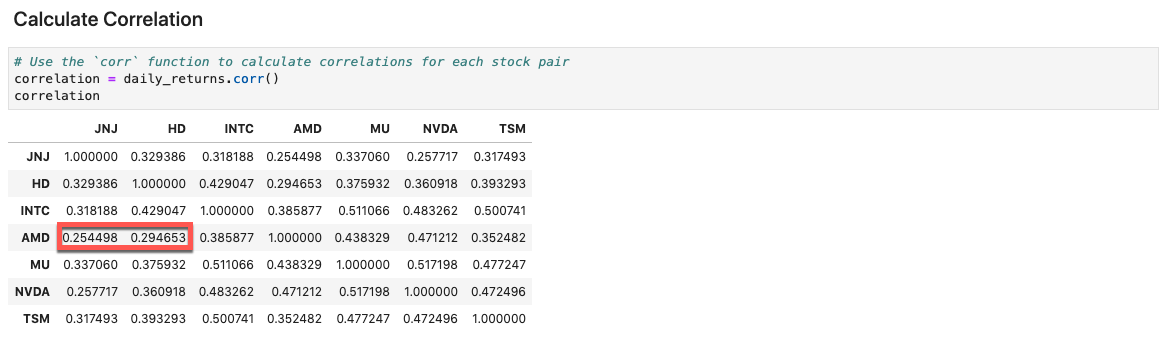 Calculate Correlation
# Use the `corr` function to calculate correlations for each stock pair
correlation = daily_returns.corr()
correlation
JNJ HD INTC AMD MU NVDA TSM
JNJ 1.000000 0.329386 0.318188 0.254498 0.337060 0.257717 0.317493
HD 0.329386 1.000000 0.429047 0.294653 0.375932 0.360918 0.393293
INTC 0.318188 0.429047 1.000000 0.385877 0.511066 0.483262 0.500741
AMD 0.254498 0.294653 0.385877 1.000000 0.438329 0.471212 0.352482
MU 0.337060 0.375932 0.511066 0.438329 1.000000 0.517198 0.477247
NVDA 0.257717 0.360918 0.483262 0.471212 0.517198 1.000000 0.472496
TSM 0.317493 0.393293 0.500741 0.352482 0.477247 0.472496 1.000000